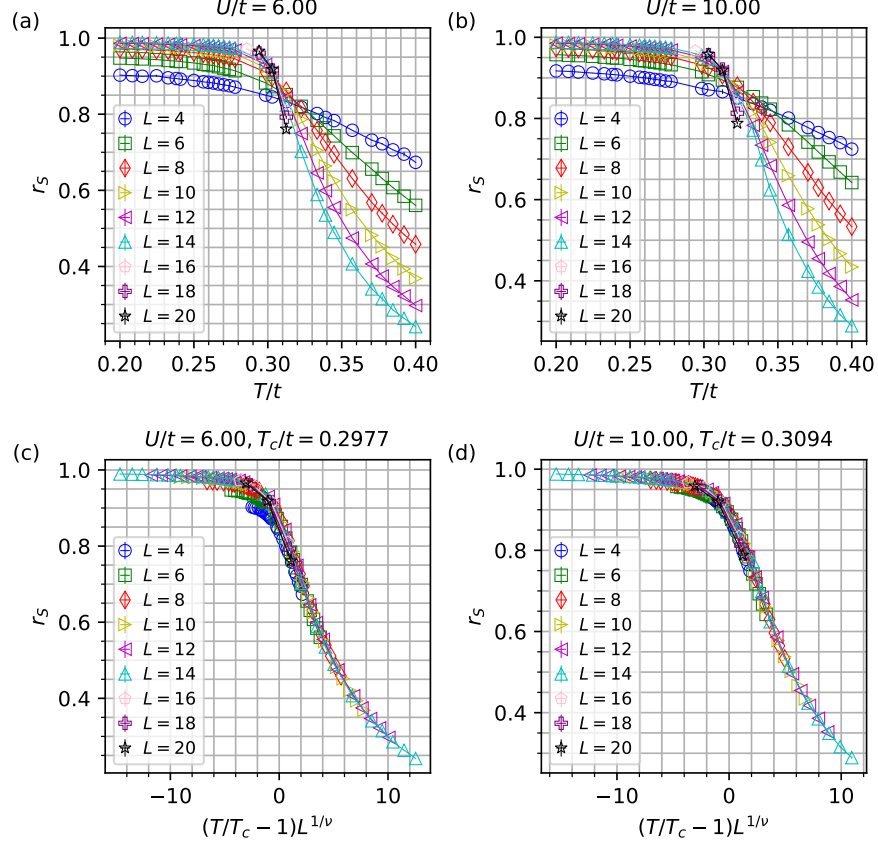 (a)
U/t = 6.00
1.0
0.8
0.6
0.4
r_S
L = 4
L = 6
L = 8
L = 10
L = 12
L = 14
L = 16
L = 18
L = 20
0.20 0.25 0.30 0.35 0.40
T/t
(b)
U/t = 10.00
1.0
0.8
0.6
0.4
r_S
L = 4
L = 6
L = 8
L = 10
L = 12
L = 14
L = 16
L = 18
L = 20
0.20 0.25 0.30 0.35 0.40
T/t
(c)
U/t = 6.00, T_c/t = 0.2977
1.0
0.8
0.6
0.4
r_S
L = 4
L = 6
L = 8
L = 10
L = 12
L = 14
L = 16
L = 18
L = 20
−10 0 10
(T/T_c − 1)L^{1/ν}
(d)
U/t = 10.00, T_c/t = 0.3094
1.0
0.8
0.6
0.4
r_S
L = 4
L = 6
L = 8
L = 10
L = 12
L = 14
L = 16
L = 18
L = 20
−10 0 10
(T/T_c − 1)L^{1/ν}